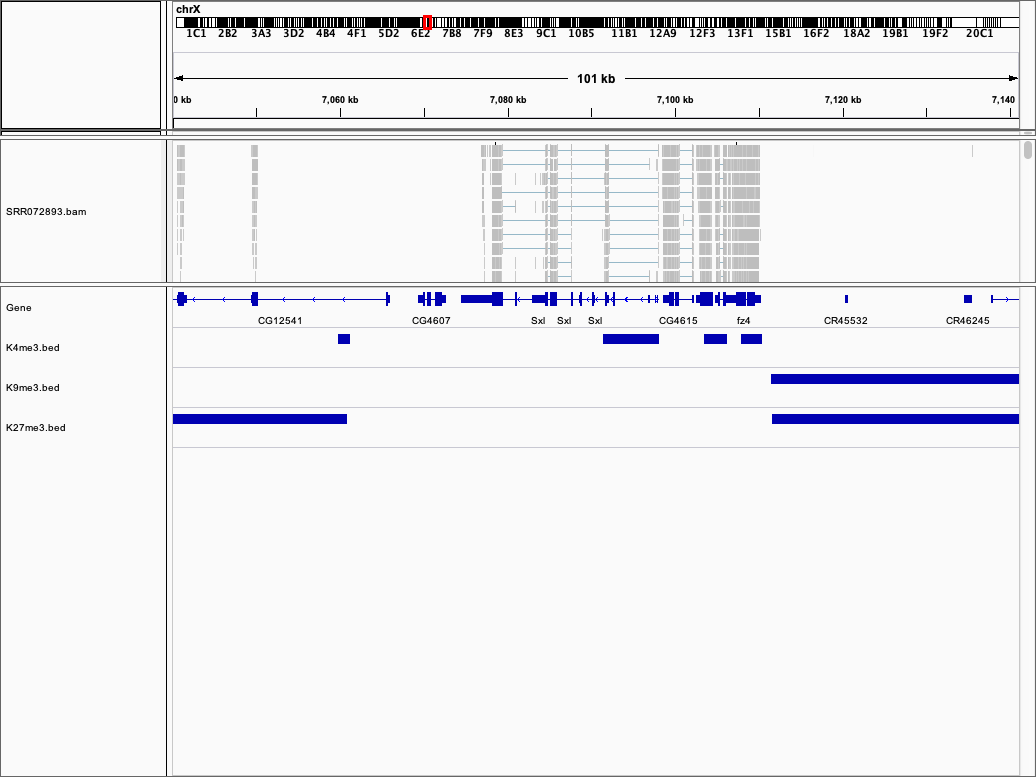 chrX
1C1 2B2 3A3 3D2 4B4 4F1 5D2 6E2 7B8 7F9 8E3 9C1 10B5 11B1 12A9 12F3 13F1 15B1 16F2 18A2 19B1 19F2 20C1
101 kb
0 kb 7,060 kb 7,080 kb 7,100 kb 7,120 kb 7,140
SRR072893.bam
Gene
CG12541 CG4607 Sxl Sxl Sxl CG4615 fz4 CR45532 CR46245
K4me3.bed
K9me3.bed
K27me3.bed